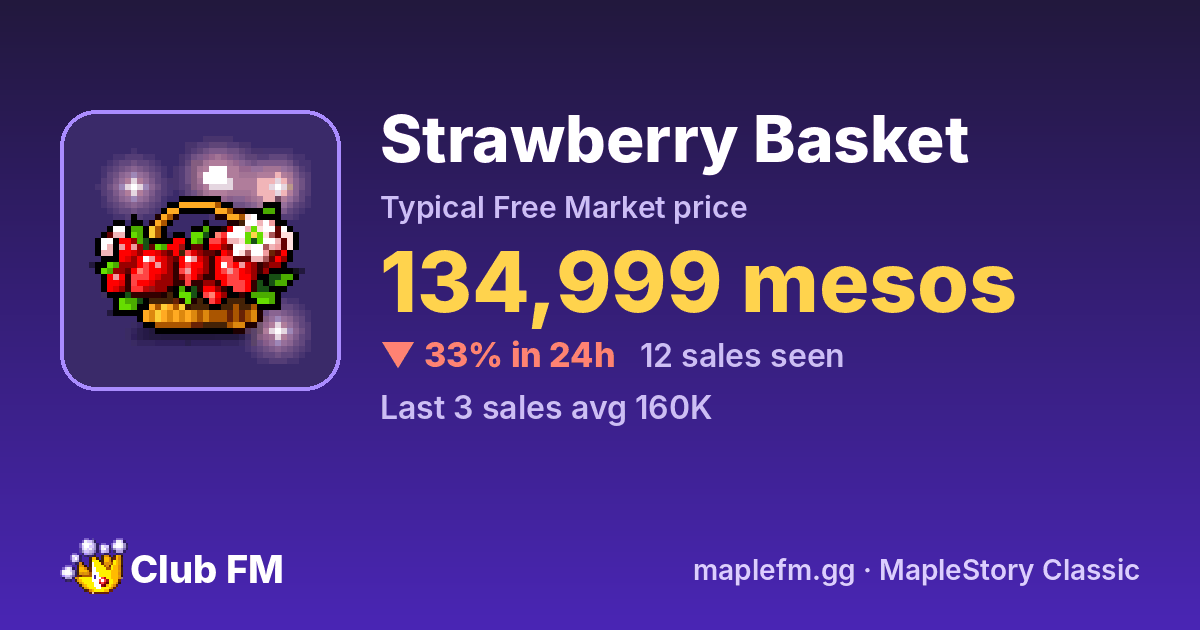 Strawberry Basket
Typical Free Market price
134,999 mesos
▼ 33% in 24h 12 sales seen
Last 3 sales avg 160K
Club FM
maplefm.gg · MapleStory Classic